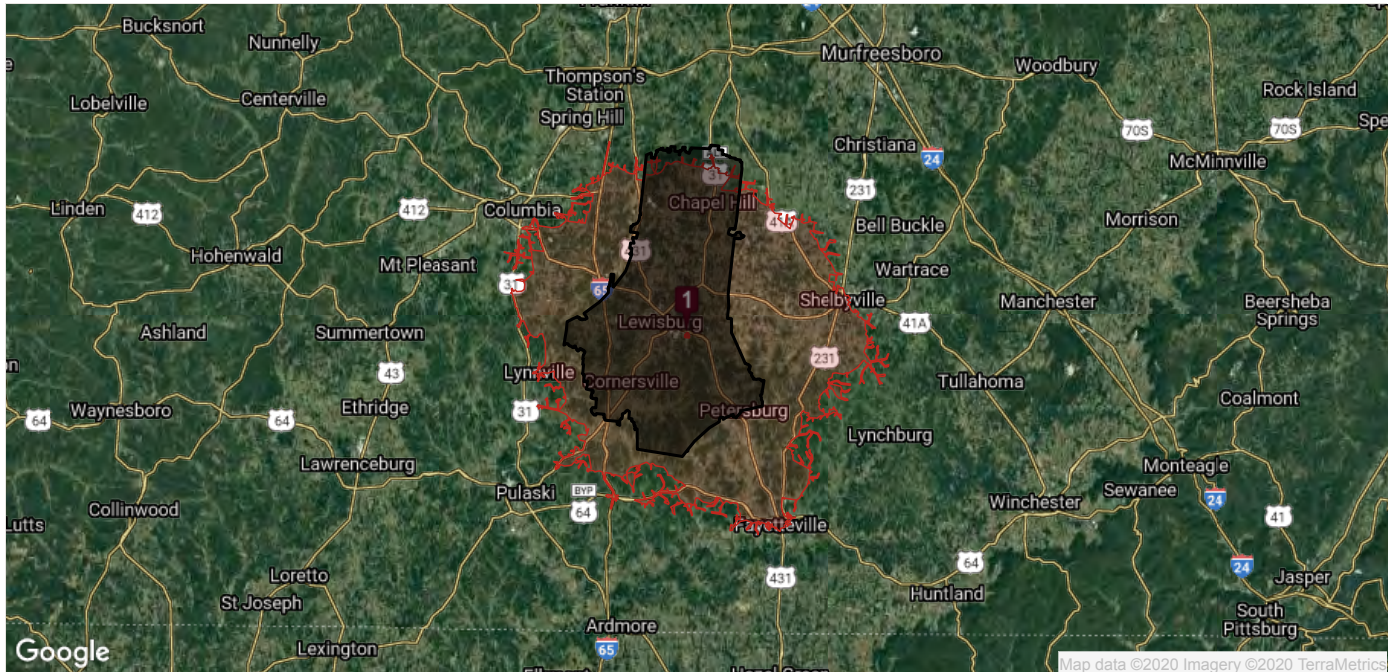 Bucksnort
Nunnelly
Murfreesboro
Woodbury
Thompson's
Station
Lobelville
Centerville
Rock Island
Spring Hill
70S
70S
Christiana
24
McMinnville
31
231
Linden
412
412
Columbia
Chapel Hill
Morrison
Bell Buckle
Hohenwald
431
Mt Pleasant
Wartrace
31
65
1
Shelbyville
Manchester
Beersheba
Springs
Ashland
Summertown
Lewisburg
41A
231
43
Lynnville
Cornersville
Tullahoma
Coalmont
Waynesboro
Ethridge
31
Petersburg
64
64
Lynchburg
Lawrenceburg
Monteagle
Pulaski
BYP
64
Sewanee
24
Winchester
Collinwood
41
Lutts
Fayetteville
64
24
Loretto
431
Jasper
Huntland
St Joseph
South
Pittsburg
Ardmore
Lexington
65
Google
Map data ©2020 Imagery ©2020 TerraMetrics